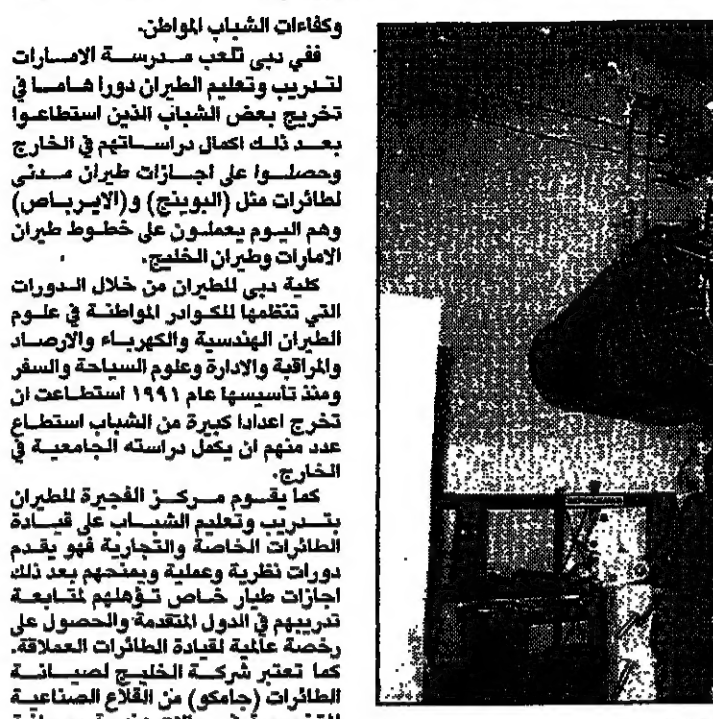 وكفاءات الشباب المواطن.
ففي دبي تلعب مدرسة الامارات
لتدريب وتعليم الطيران دورا هاما في
تخريج بعض الشباب الذين استطاعوا
بعد ذلك اكمال دراساتهم في الخارج
وحصلوا على اجازات طيران مدني
لطائرات مثل (البوينج) و(الايرباص)
وهم اليوم يعملون على خطوط طيران
الامارات وطيران الخليج.
كلية دبي للطيران من خلال الدورات
التي تنظمها للكوادر المواطنة في علوم
الطيران الهندسية والكهرباء والارصاد
والمراقبة والادارة وعلوم السياحة والسفر
ومنذ تاسيسها عام ١٩٩١ استطاعت ان
تخرج اعدادا كبيرة من الشباب استطاع
عدد منهم ان يكمل دراسته الجامعية في
الخارج.
كما يقوم مركز الفجيرة للطيران
بتدريب وتعليم الشباب على قيادة
الطائرات الخاصة والتجارية فهو يقدم
دورات نظرية وعملية ويمنحهم بعد ذلك
اجازات طيار خاص تؤهلهم لمتابعة
تدريبهم في الدول المتقدمة والحصول على
رخصة عالمية لقيادة الطائرات العملاقة.
كما تعتبر شركة الخليج لصيانة
الطائرات (جامكو) من القلاع الصناعية